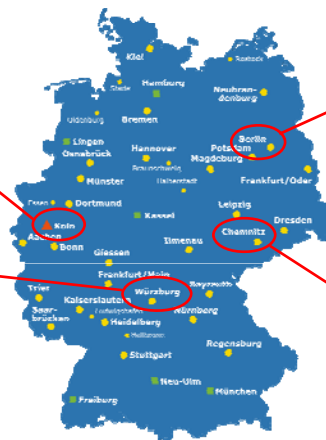 Kiel
Rostock
Stade
Hamburg
Neubran-
denburg
Oldenburg
Bremen
Lingen
Osnabrück
Hannover
Braunschweig
Berlin
Potsdam
Magdeburg
Halberstadt
Frankfurt/Oder
Münster
Essen
Dortmund
Kassel
Leipzig
Köln
Chemnitz
Dresden
Aachen
Bonn
Ilmenau
Giessen
Frankfurt/Main
Trier
Würzburg
Bayreuth
Kaiserslautern
Ludwigshafen
Saar-
brücken
Heidelberg
Nürnberg
Heilbronn
Stuttgart
Regensburg
Neu-Ulm
München
Freiburg